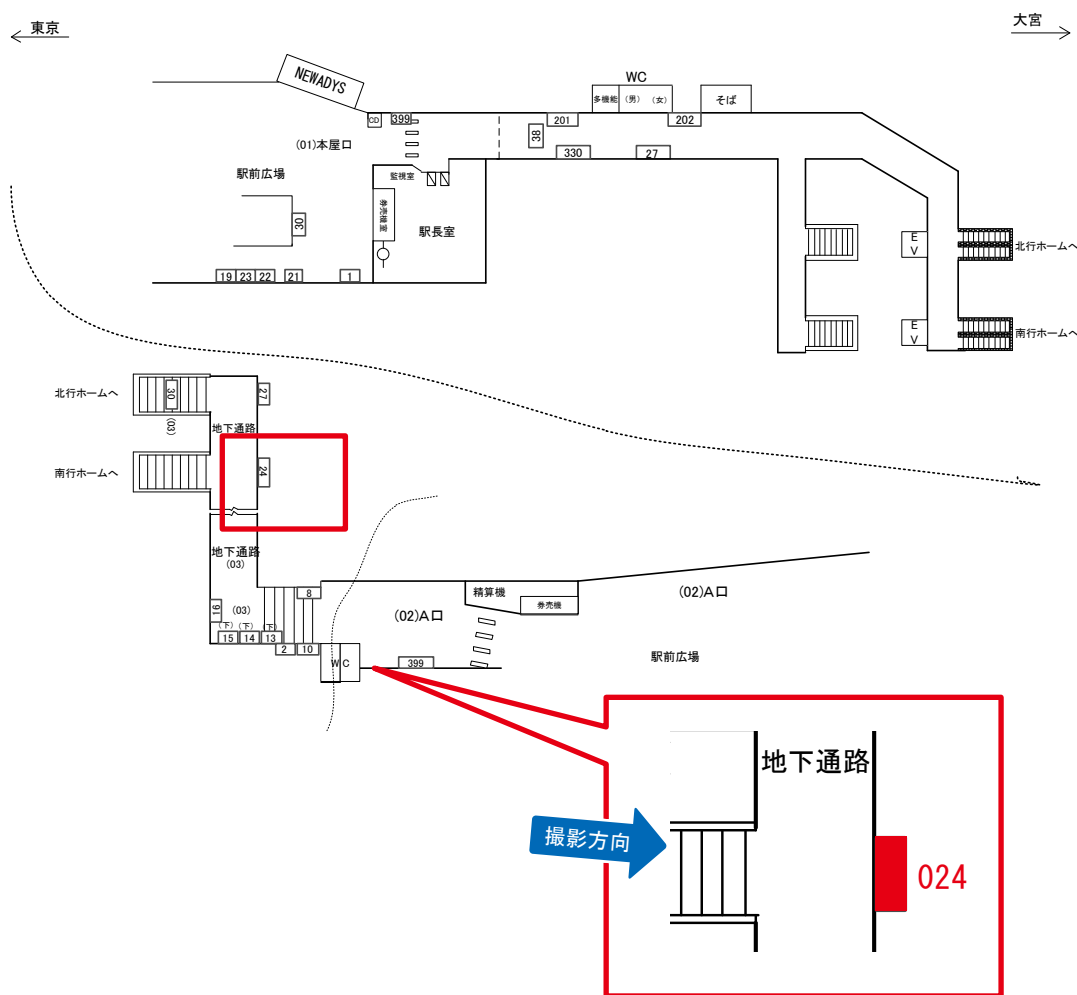 東京
大宮
NEWADYS
WC
多機能 (男) (女)
そば
CD
399
201
202
38
(01)本屋口
330
27
監視室
駅前広場
券売機室
駅長室
30
E
V
北行ホームへ
19 23 22 21 1
E
V
南行ホームへ
北行ホームへ
30
27
(03)
地下通路
南行ホームへ
24
地下通路
(03)
8
精算機
券売機
(02)A口
16
(03)
(02)A口
(下) (下) (下)
15 14 13
2 10
WC
399
駅前広場
地下通路
撮影方向
024